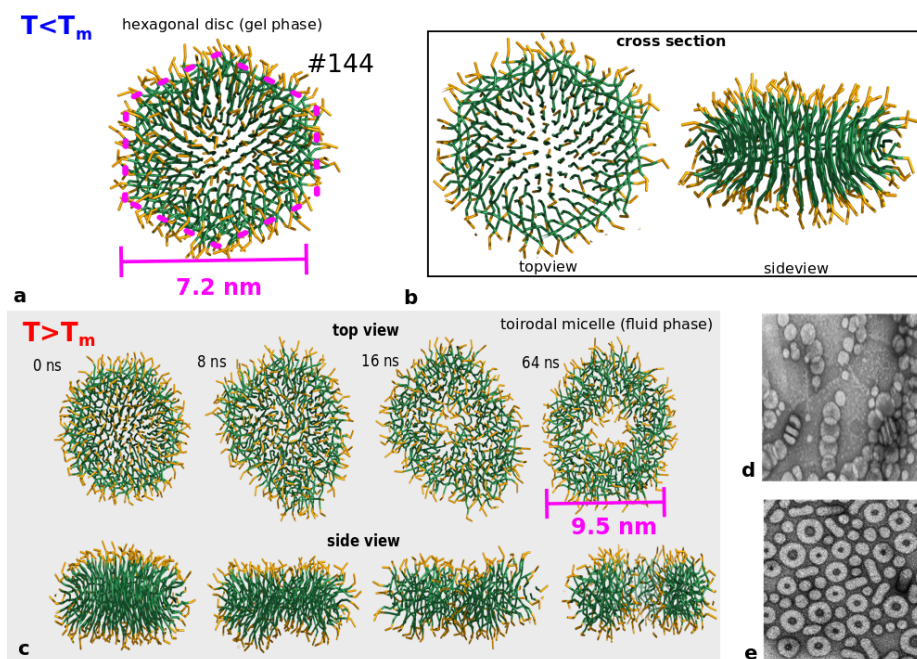 T<Tm
hexagonal disc (gel phase)
#144
7.2 nm
a
cross section
topview
sideview
b
T>Tm
top view
toirodal micelle (fluid phase)
0 ns
8 ns
16 ns
64 ns
9.5 nm
side view
c
d
e